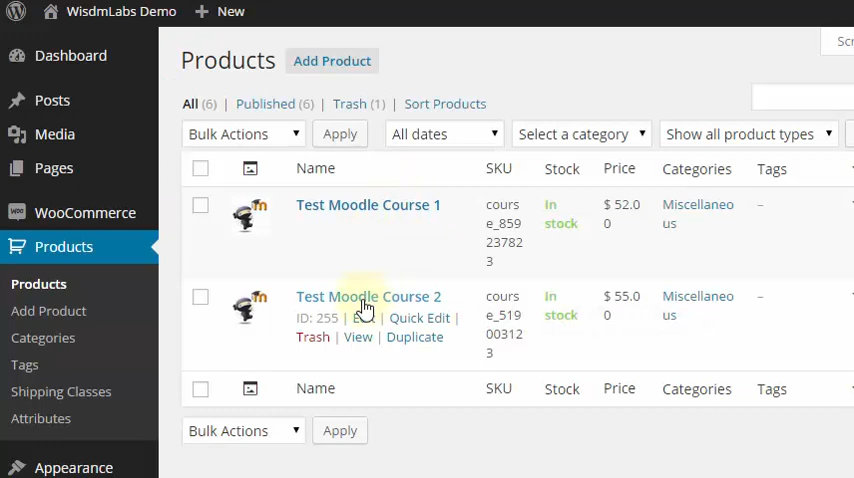 WisdmLabs Demo + New
Dashboard
Posts
Media
Pages
WooCommerce
Products
Products
Add Product
Categories
Tags
Shipping Classes
Attributes
Appearance
Products Add Product
All (6) | Published (6) | Trash (1) | Sort Products
Bulk Actions Apply All dates Select a category Show all product types
Name SKU Stock Price Categories Tags
Test Moodle Course 1
cours
e_859
23782
3
In
stock
$ 52.0
0
Miscellaneo
us
–
Test Moodle Course 2
ID: 255 | Edit | Quick Edit |
Trash | View | Duplicate
cours
e_519
00312
3
In
stock
$ 55.0
0
Miscellaneo
us
–
Name SKU Stock Price Categories Tags
Bulk Actions Apply